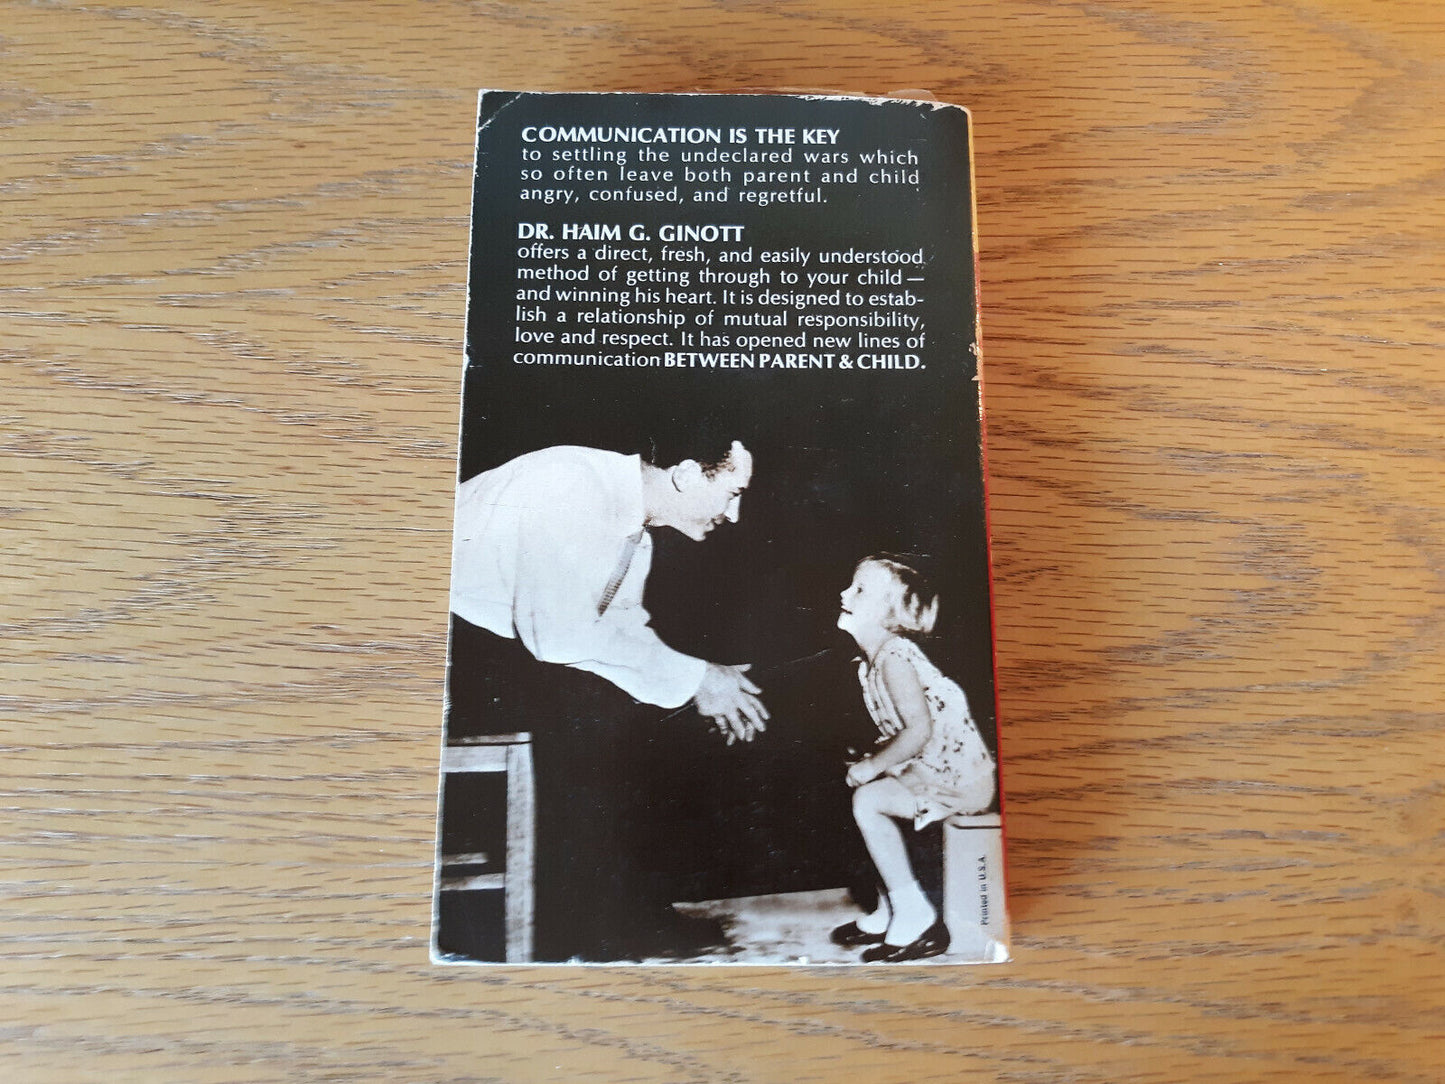 COMMUNICATION IS THE KEY
to settling the undeclared wars which
so often leave both parent and child
angry, confused, and regretful.
DR. HAIM G. GINOTT
offers a direct, fresh, and easily understood
method of getting through to your child —
and winning his heart. It is designed to estab-
lish a relationship of mutual responsibility,
love and respect. It has opened new lines of
communication BETWEEN PARENT & CHILD.
Printed in U.S.A.